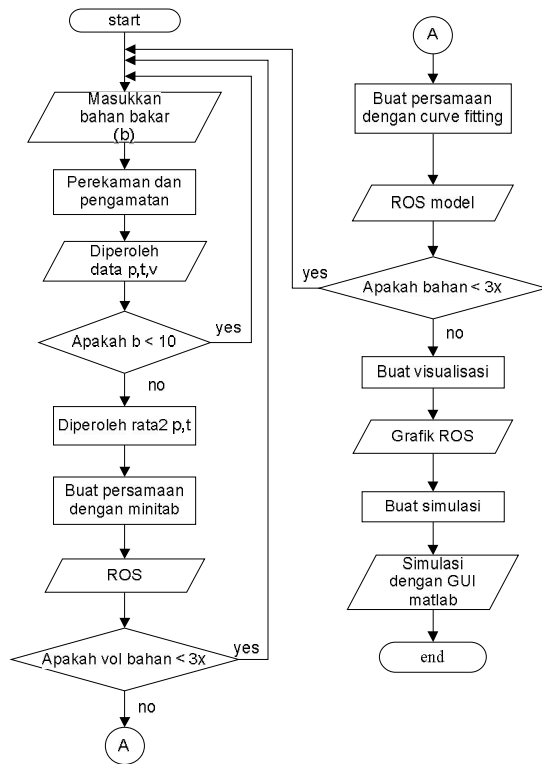 start
Masukkan
bahan bakar
(b)
Perekaman dan
pengamatan
Diperoleh
data p,t,v
Apakah b < 10
yes
no
Diperoleh rata2 p,t
Buat persamaan
dengan minitab
ROS
Apakah vol bahan < 3x
yes
no
A
A
Buat persamaan
dengan curve fitting
ROS model
Apakah bahan < 3x
yes
no
Buat visualisasi
Grafik ROS
Buat simulasi
Simulasi
dengan GUI
matlab
end